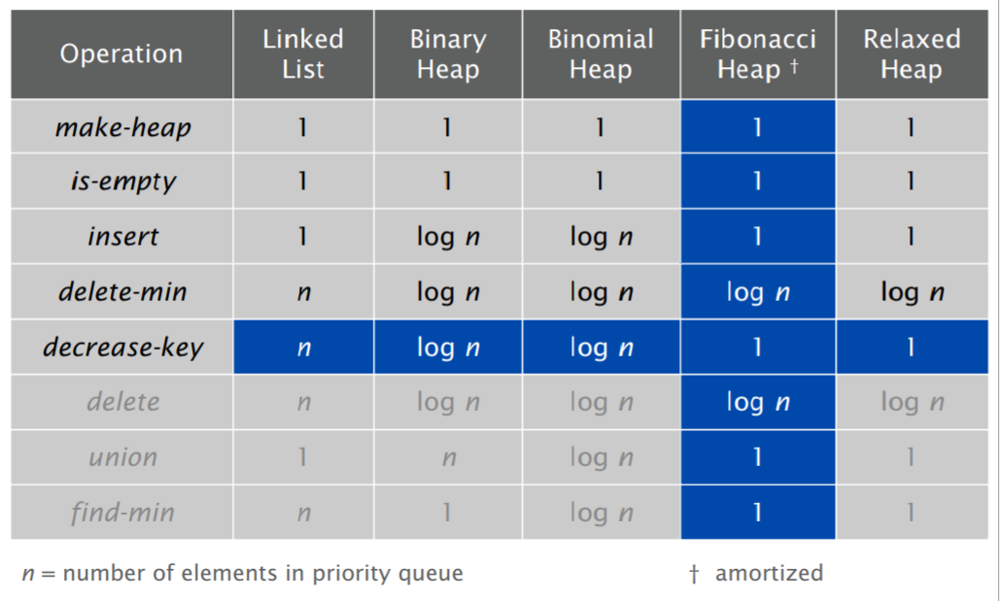 Operation Linked List Binary Heap Binomial Heap Fibonacci Heap † Relaxed Heap
make-heap 1 1 1 1 1
is-empty 1 1 1 1 1
insert 1 log n log n 1 1
delete-min n log n log n log n log n
decrease-key n log n log n 1 1
delete n log n log n log n log n
union 1 n log n 1 1
find-min n 1 log n 1 1
n = number of elements in priority queue † amortized